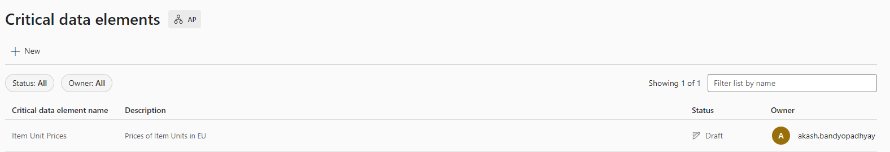 Critical data elements AP
+ New
Status: All Owner: All Showing 1 of 1 Filter list by name
Critical data element name Description Status Owner
Item Unit Prices Prices of Item Units in EU Draft A akash.bandyopadhyay